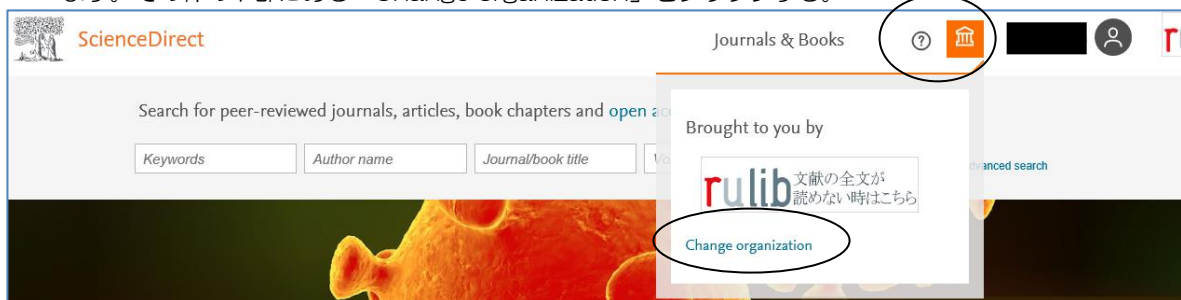 ScienceDirect
Journals & Books
?
Search for peer-reviewed journals, articles, book chapters and open ac
Brought to you by
Keywords
Author name
Journal/book title
Vo
dvanced search
rulib 文献の全文が
読めない時はこちら
Change organization